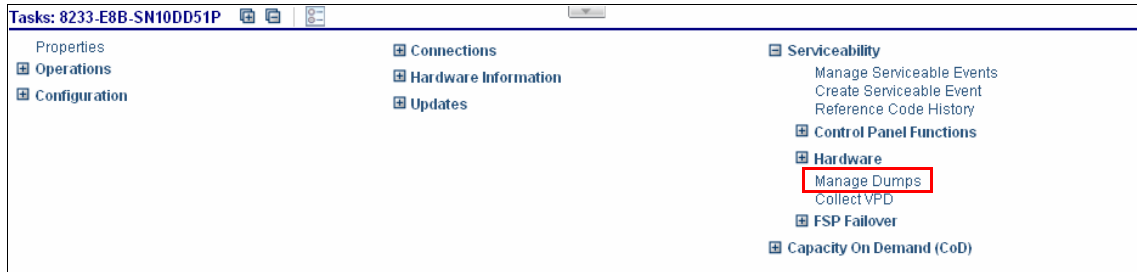 Tasks: 8233-E8B-SN10DD51P
Properties
Operations
Configuration
Connections
Hardware Information
Updates
Serviceability
Manage Serviceable Events
Create Serviceable Event
Reference Code History
Control Panel Functions
Hardware
Manage Dumps
Collect VPD
FSP Failover
Capacity On Demand (CoD)